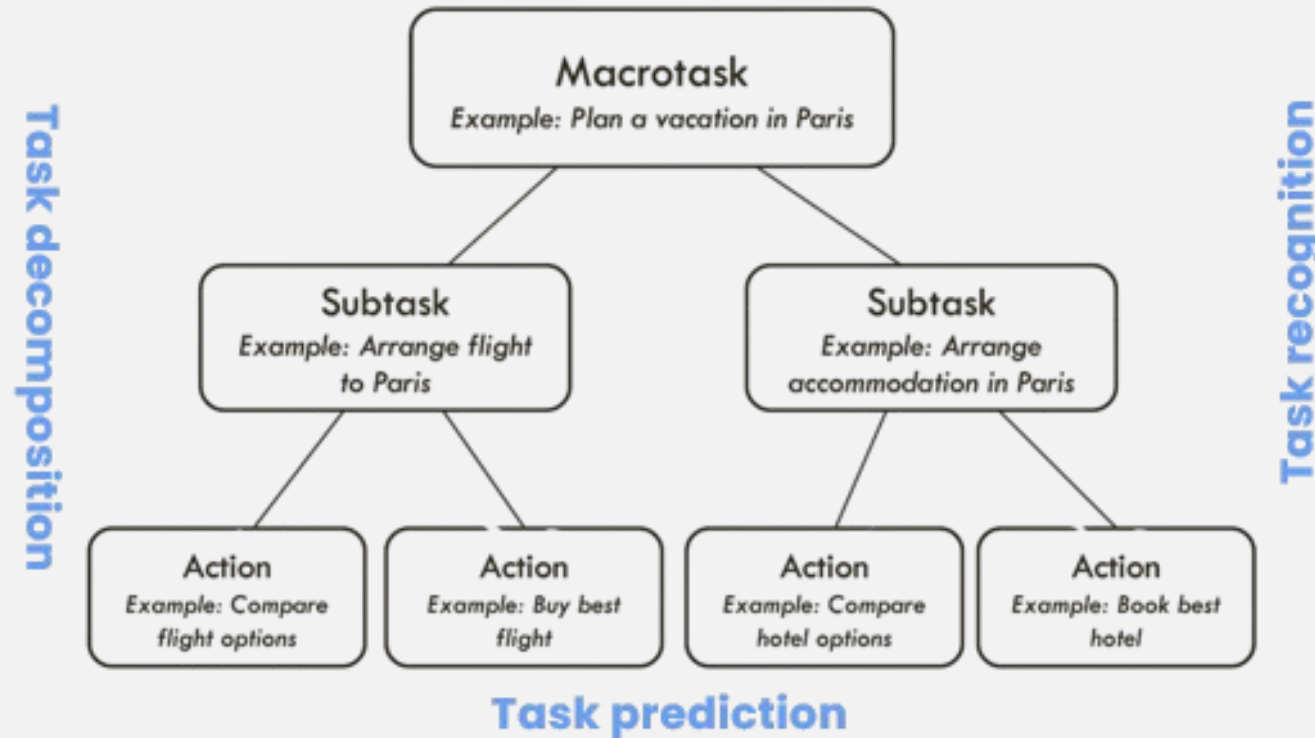 Macrotask
Example: Plan a vacation in Paris
Task decomposition
Task recognition
Subtask
Example: Arrange flight
to Paris
Subtask
Example: Arrange
accommodation in Paris
Action
Example: Compare
flight options
Action
Example: Buy best
flight
Action
Example: Compare
hotel options
Action
Example: Book best
hotel
Task prediction